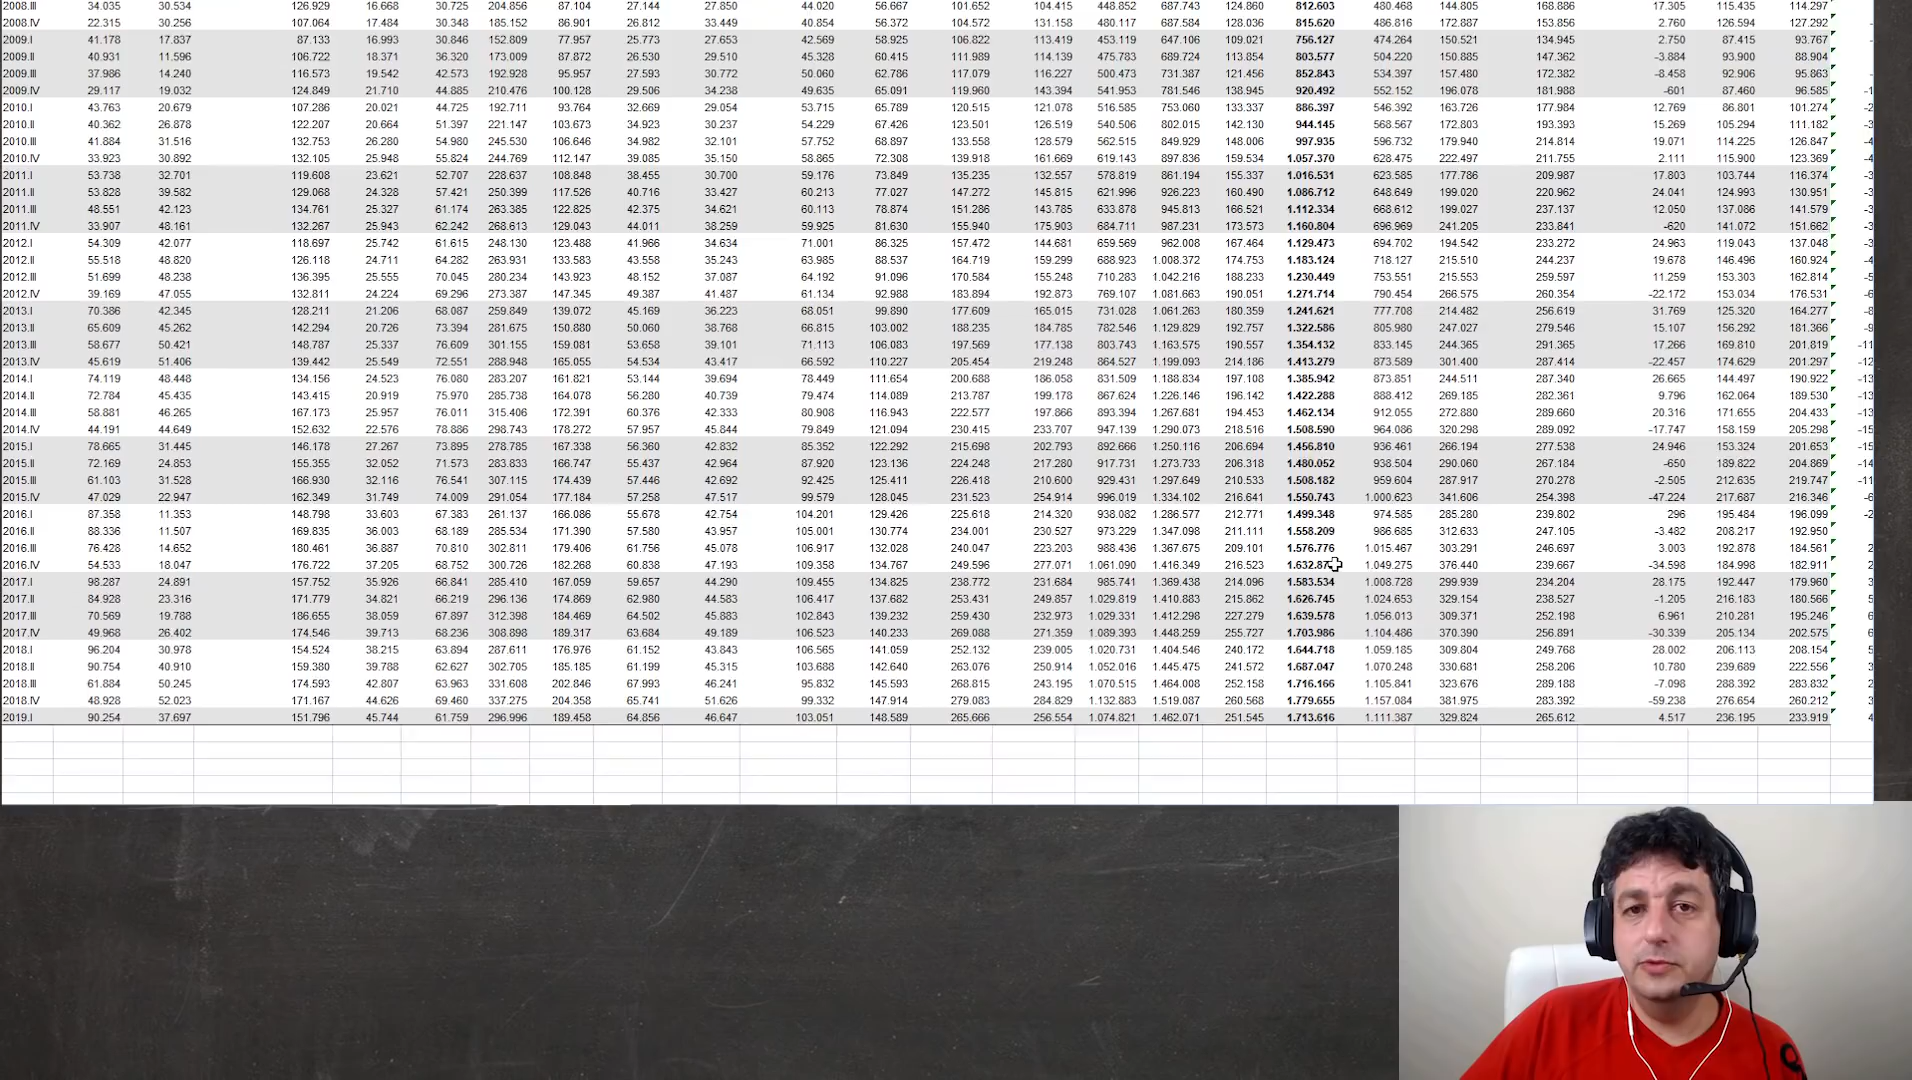 2008.III 34.035 30.534 126.929 16.668 30.725 204.856 87.104 27.144 27.850 44.020 56.667 101.652 104.415 448.852 687.743 124.860 812.603 480.468 144.805 168.886 17.305 115.435 114.297
2008.IV 22.315 30.256 107.064 17.484 30.251 185.152 86.901 26.812 33.449 40.854 56.372 104.572 131.158 480.117 687.584 128.036 815.620 486.816 172.887 153.856 2.760 126.594 127.292
2009.I 41.178 17.837 87.133 16.993 30.846 152.809 77.957 25.773 27.653 42.569 58.925 106.822 113.419 453.119 647.106 109.021 756.127 474.264 150.521 134.945 2.750 87.415 93.767
2009.II 40.931 11.596 106.722 18.371 36.320 173.009 87.872 26.530 29.510 45.328 60.415 111.989 114.139 475.783 689.724 113.854 803.577 504.220 150.885 147.362 -3.884 93.900 88.904
2009.III 37.986 14.240 116.573 19.542 42.573 192.928 95.957 27.593 30.772 50.060 62.786 117.079 116.227 500.473 731.387 121.456 852.843 534.397 157.480 172.382 -8.458 92.906 95.863
2009.IV 29.117 19.032 124.849 21.710 44.885 210.476 100.128 29.506 34.238 49.635 65.091 119.960 143.394 541.953 781.546 138.945 920.492 552.152 196.078 181.988 -601 87.460 96.585 -1
2010.I 43.763 20.679 107.286 20.021 44.725 192.711 93.764 32.669 29.054 53.715 65.789 120.515 121.078 516.585 753.060 133.337 886.397 546.392 163.726 177.984 12.769 86.801 101.274 -2
2010.II 40.362 26.878 122.207 20.664 51.397 221.147 103.673 34.923 30.237 54.229 67.426 123.501 126.519 540.506 802.015 142.130 944.145 568.567 172.803 193.393 15.269 105.294 111.182 -3
2010.III 41.884 31.516 132.753 26.280 54.980 245.530 106.646 34.982 32.101 57.752 68.897 133.558 128.579 562.515 849.929 148.006 997.935 596.732 179.940 214.814 19.071 114.225 126.847 -4
2010.IV 33.923 30.892 132.105 25.948 55.824 244.769 112.147 39.085 35.150 58.865 72.308 139.918 161.669 619.143 897.836 159.534 1.057.370 628.475 222.497 211.755 2.111 115.900 123.369 -4
2011.I 53.738 32.701 119.608 23.621 52.707 228.637 108.848 38.455 30.700 59.176 73.849 135.235 132.557 578.819 861.194 155.337 1.016.531 623.585 177.786 209.987 17.803 103.744 116.374 -3
2011.II 53.828 39.582 129.068 24.328 57.421 250.399 117.526 40.716 33.427 60.213 77.027 147.272 145.815 621.996 926.223 160.490 1.086.712 648.649 199.020 220.962 24.041 124.993 130.951 -3
2011.III 48.551 42.123 134.761 25.327 61.174 263.385 122.825 42.375 34.621 60.113 78.874 151.286 143.785 633.878 945.813 166.521 1.112.334 668.612 199.027 237.137 12.050 137.086 141.579 -3
2011.IV 33.907 48.161 132.267 25.943 62.242 268.613 129.043 44.011 38.259 59.925 81.630 155.940 175.903 684.711 987.231 173.573 1.160.804 696.969 241.205 233.841 -620 141.072 151.662 -3
2012.I 54.309 42.077 118.697 25.742 61.615 248.130 123.488 41.966 34.634 71.001 86.325 157.472 144.681 659.569 962.008 167.464 1.129.473 694.702 194.542 233.272 24.963 119.043 137.048 -3
2012.II 55.518 48.820 126.118 24.711 64.282 263.931 133.583 43.558 35.243 63.985 88.537 164.719 159.299 688.923 1.008.372 174.753 1.183.124 718.127 215.510 244.237 19.678 146.496 160.924 -4
2012.III 51.699 48.238 136.395 25.555 70.045 280.234 143.923 48.152 37.087 64.192 91.096 170.584 155.248 710.283 1.042.216 188.233 1.230.449 753.551 215.553 259.597 11.259 153.303 162.814 -5
2012.IV 39.169 47.055 132.811 24.224 69.296 273.387 147.345 49.387 41.487 61.134 92.988 183.894 192.873 769.107 1.081.663 190.051 1.271.714 790.454 266.575 260.354 -22.172 153.034 176.531 -6
2013.I 70.386 42.345 128.211 21.206 68.087 259.849 139.072 45.169 36.223 68.051 99.890 177.609 165.015 731.028 1.061.263 180.359 1.241.621 777.708 214.482 256.619 31.769 125.320 164.277 -8
2013.II 65.609 45.262 142.294 20.726 73.394 281.675 150.880 50.060 38.768 66.815 103.002 188.235 184.785 782.546 1.129.829 192.757 1.322.586 805.980 247.027 279.546 15.107 156.292 181.366 -9
2013.III 58.677 50.421 148.787 25.337 76.609 301.155 159.081 53.658 39.101 71.113 106.083 197.569 177.138 803.743 1.163.575 190.557 1.354.132 833.145 244.365 291.365 17.266 169.810 201.819 -11
2013.IV 45.619 51.406 139.442 25.549 72.551 288.948 165.055 54.534 43.417 66.592 110.227 205.454 219.248 864.527 1.199.093 214.186 1.413.279 873.589 301.400 287.414 -22.457 174.629 201.297 -12
2014.I 74.119 48.448 134.156 24.523 76.080 283.207 161.821 53.144 39.694 78.449 111.654 200.688 186.058 831.509 1.188.834 197.108 1.385.942 873.851 244.511 287.340 26.665 144.497 190.922 -13
2014.II 72.784 45.435 143.415 20.919 75.970 285.738 164.078 56.280 40.739 79.474 114.089 213.787 199.178 867.624 1.226.146 196.142 1.422.288 888.412 269.185 282.361 9.796 162.064 189.530 -13
2014.III 58.881 46.265 167.173 25.957 76.011 315.406 172.391 60.376 42.333 80.908 116.943 222.577 197.866 893.394 1.267.681 194.453 1.462.134 912.055 272.880 289.660 20.316 171.655 204.433 -13
2014.IV 44.191 44.649 152.632 22.576 78.886 298.743 178.272 57.957 45.844 79.849 121.094 230.415 233.707 947.139 1.290.073 218.516 1.508.590 964.086 320.298 289.092 -17.747 158.159 205.298 -15
2015.I 78.665 31.445 146.178 27.267 73.895 278.785 167.338 56.360 42.832 85.352 122.292 215.698 202.793 892.666 1.250.116 206.694 1.456.810 936.461 266.194 277.538 24.946 153.324 201.653 -15
2015.II 72.169 24.853 155.355 32.052 71.573 283.833 166.747 55.437 42.964 87.920 123.136 224.248 217.280 917.731 1.273.733 206.318 1.480.052 938.504 290.060 267.184 -650 189.822 204.869 -14
2015.III 61.103 31.528 166.930 32.116 76.541 307.115 174.439 57.446 42.692 92.425 128.411 226.418 210.600 929.431 1.297.649 210.533 1.508.182 959.604 287.917 270.278 -2.505 212.635 219.747 -11
2015.IV 47.029 22.947 162.349 31.749 74.009 291.054 177.184 57.258 47.517 99.579 128.045 231.523 254.914 996.019 1.334.102 216.641 1.550.743 1.000.623 341.606 254.398 -47.224 217.687 216.346 -6
2016.I 87.358 11.353 148.798 33.603 67.383 261.137 166.086 55.678 42.754 104.201 129.426 225.618 214.320 938.082 1.286.577 212.771 1.499.348 974.585 285.280 239.802 296 195.484 196.099 -2
2016.II 88.336 11.507 169.835 36.003 68.189 285.534 171.390 57.580 43.957 105.001 130.774 234.001 230.527 973.229 1.347.098 211.111 1.558.209 986.685 312.633 247.105 -3.482 208.217 192.950
2016.III 76.428 14.652 180.461 36.887 70.810 302.811 179.406 61.756 45.078 106.917 132.028 240.047 223.203 988.436 1.367.675 209.101 1.576.776 1.015.467 303.291 246.697 3.003 192.878 184.561 2
2016.IV 54.533 18.047 176.722 37.205 68.752 300.726 182.268 60.838 47.193 109.358 134.767 249.596 277.071 1.061.090 1.416.349 216.523 1.049.275 376.440 239.667 -34.598 184.998 182.911 2
2017.I 98.287 24.891 157.752 35.926 66.841 285.410 167.059 59.657 44.290 109.455 134.825 238.772 231.684 985.741 1.369.438 214.096 1.583.534 1.008.728 299.939 234.204 28.175 192.447 179.960 3
2017.II 84.928 23.316 171.779 34.821 66.219 296.136 174.869 62.980 44.583 106.417 137.682 253.431 249.857 1.029.819 1.410.883 215.862 1.626.745 1.024.653 329.154 238.527 -1.205 216.183 180.566 5
2017.III 70.569 19.788 186.655 38.059 67.897 312.398 184.649 64.502 45.853 102.843 139.232 259.430 232.973 1.029.331 1.412.298 227.279 1.639.578 1.056.013 309.371 252.198 6.961 210.281 195.246 6
2017.IV 49.968 26.402 174.546 39.713 68.236 308.898 189.317 63.684 49.189 106.523 140.233 269.088 271.359 1.089.393 1.448.259 255.727 1.703.986 1.104.486 370.390 256.891 -30.339 205.134 202.575 6
2018.I 96.204 30.978 154.524 38.215 63.894 287.611 176.976 61.152 43.843 106.565 141.059 252.132 239.004 1.020.731 1.404.546 240.172 1.644.718 1.059.185 309.804 249.768 28.002 206.113 208.154 5
2018.II 90.754 40.910 159.380 39.788 62.627 302.705 185.185 61.199 45.315 103.688 142.640 263.076 250.914 1.052.016 1.445.475 241.572 1.687.047 1.070.248 330.681 258.206 10.780 239.689 222.556 3
2018.III 61.884 50.245 174.593 42.807 63.963 331.608 202.846 67.993 46.241 95.832 145.593 268.815 243.195 1.070.515 1.464.008 252.158 1.716.166 1.105.841 323.676 289.188 -7.098 288.392 283.832 2
2018.IV 48.928 52.023 171.167 44.626 69.460 337.275 204.358 65.741 51.626 99.332 147.914 279.083 284.829 1.132.883 1.519.087 260.568 1.779.655 1.157.084 381.975 283.392 -59.238 276.654 260.212 3
2019.I 90.254 37.697 151.796 45.744 61.759 296.996 189.458 64.856 46.647 103.051 148.589 265.666 256.554 1.074.821 1.462.071 251.545 1.713.616 1.111.387 329.824 265.612 4.517 236.195 233.919 4